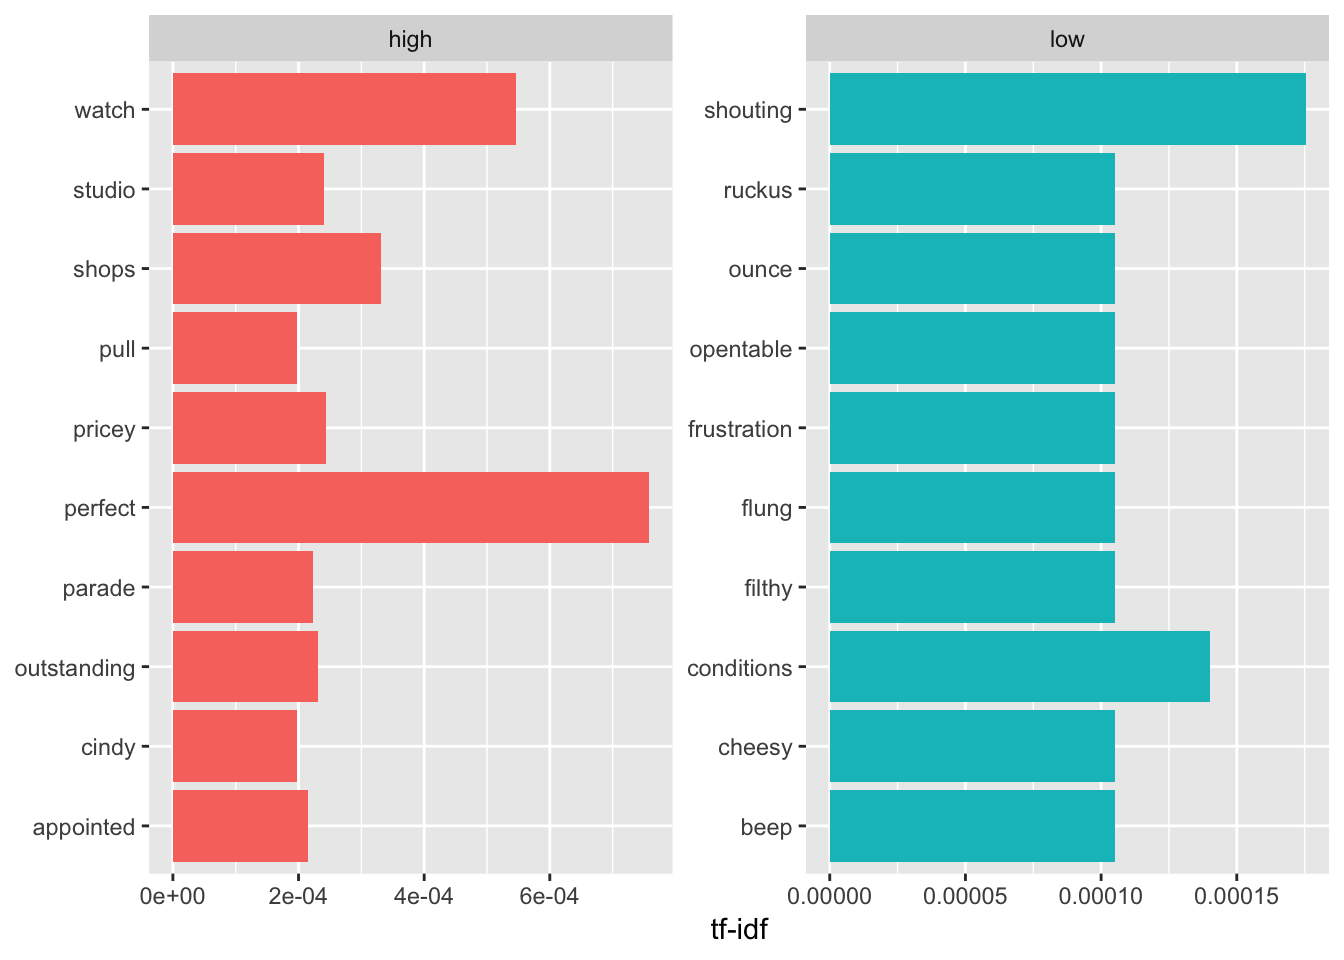 high
watch
studio
shops
pull
pricey
perfect
parade
outstanding
cindy
appointed
0e+00 2e-04 4e-04 6e-04
low
shouting
ruckus
ounce
opentable
frustration
flung
filthy
conditions
cheesy
beep
0.00000 0.00005 0.00010 0.00015
tf-idf